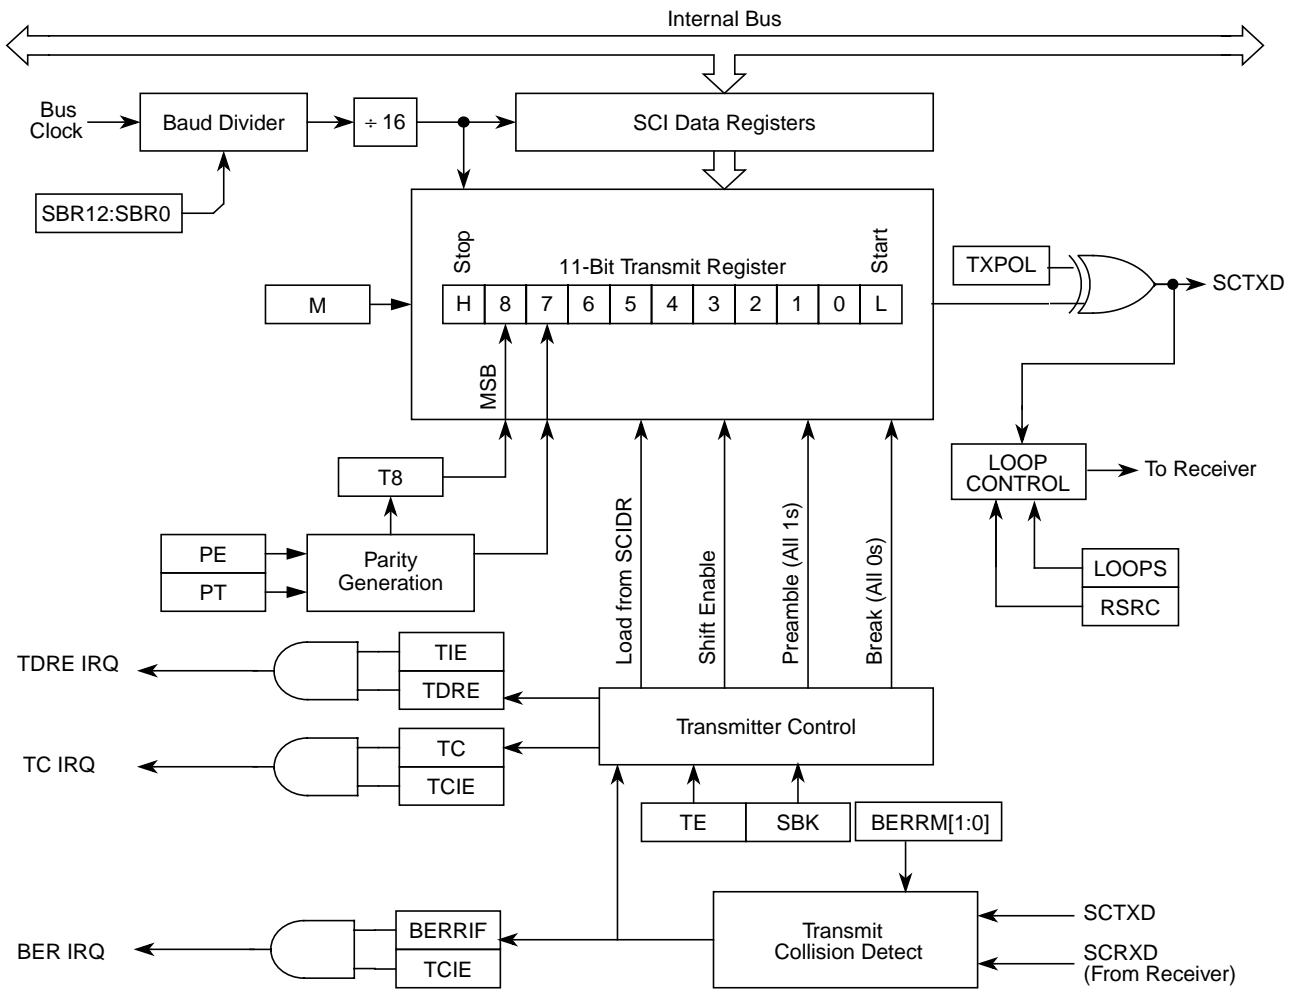 Internal Bus
Bus
Clock
Baud Divider
÷ 16
SCI Data Registers
SBR12:SBR0
Stop
11-Bit Transmit Register
Start
TXPOL
SCTXD
M
H 8 7 6 5 4 3 2 1 0 L
MSB
T8
LOOP
CONTROL
To Receiver
PE
PT
Parity
Generation
Load from SCIDR
Shift Enable
Preamble (All 1s)
Break (All 0s)
LOOPS
RSRC
TDRE IRQ
TIE
TDRE
Transmitter Control
TC IRQ
TC
TCIE
TE
SBK
BERRM[1:0]
BER IRQ
BERRIF
TCIE
Transmit
Collision Detect
SCTXD
SCRXD
(From Receiver)